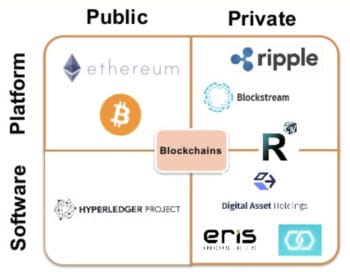 Public
Private
Platform
ethereum
ripple
Blockstream
Blockchains
R
Software
HYPERLEDGER PROJECT
Digital Asset Holdings
eris